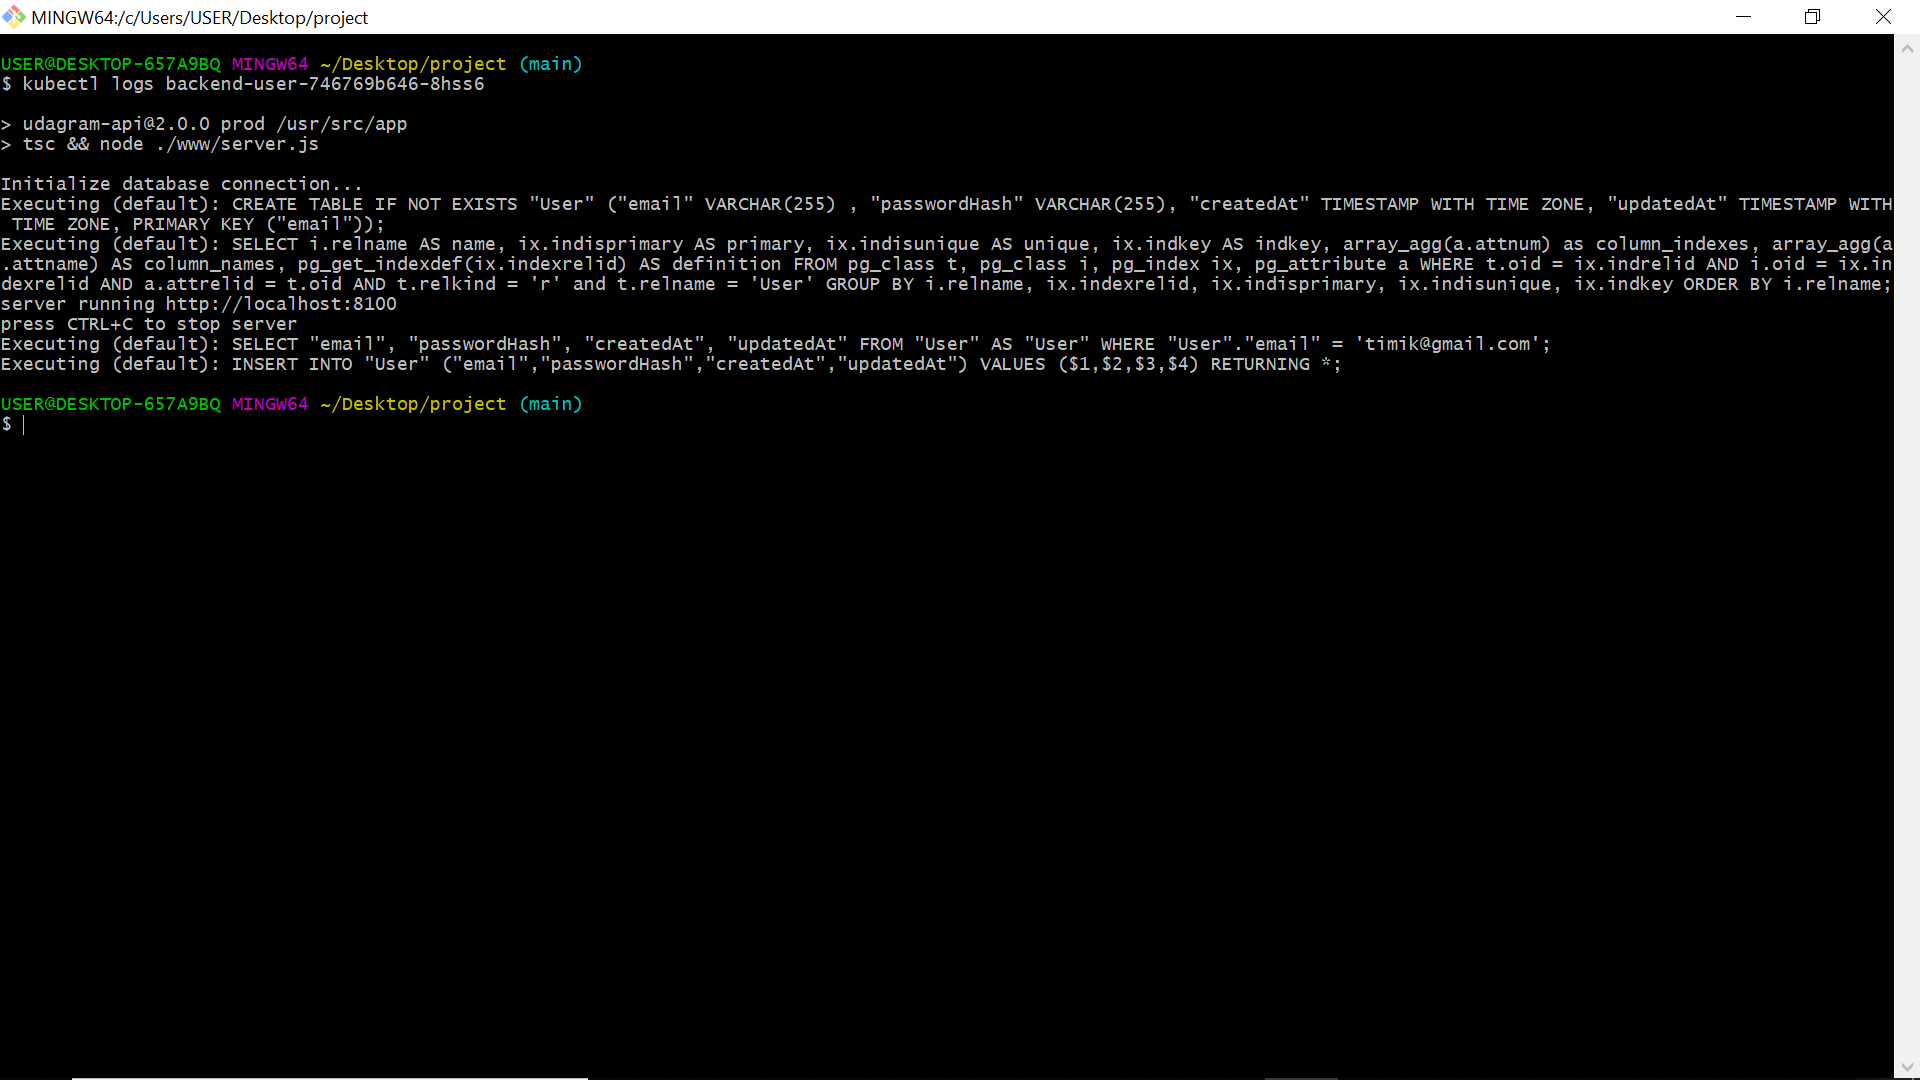 MINGW64:/c/Users/USER/Desktop/project
USER@DESKTOP-657A9BQ MINGW64 ~/Desktop/project (main)
$ kubectl logs backend-user-746769b646-8hss6
> udagram-api@2.0.0 prod /usr/src/app
> tsc && node ./www/server.js
Initialize database connection...
Executing (default): CREATE TABLE IF NOT EXISTS "User" ("email" VARCHAR(255) , "passwordHash" VARCHAR(255), "createdAt" TIMESTAMP WITH TIME ZONE, "updatedAt" TIMESTAMP WITH
 TIME ZONE, PRIMARY KEY ("email"));
Executing (default): SELECT i.relname AS name, ix.indisprimary AS primary, ix.indisunique AS unique, ix.indkey AS indkey, array_agg(a.attnum) as column_indexes, array_agg(a
.attname) AS column_names, pg_get_indexdef(ix.indexrelid) AS definition FROM pg_class t, pg_class i, pg_index ix, pg_attribute a WHERE t.oid = ix.indrelid AND i.oid = ix.in
dexrelid AND a.attrelid = t.oid AND t.relkind = 'r' and t.relname = 'User' GROUP BY i.relname, ix.indexrelid, ix.indisprimary, ix.indisunique, ix.indkey ORDER BY i.relname;
server running http://localhost:8100
press CTRL+C to stop server
Executing (default): SELECT "email", "passwordHash", "createdAt", "updatedAt" FROM "User" AS "User" WHERE "User"."email" = 'timik@gmail.com';
Executing (default): INSERT INTO "User" ("email","passwordHash","createdAt","updatedAt") VALUES ($1,$2,$3,$4) RETURNING *;
USER@DESKTOP-657A9BQ MINGW64 ~/Desktop/project (main)
$